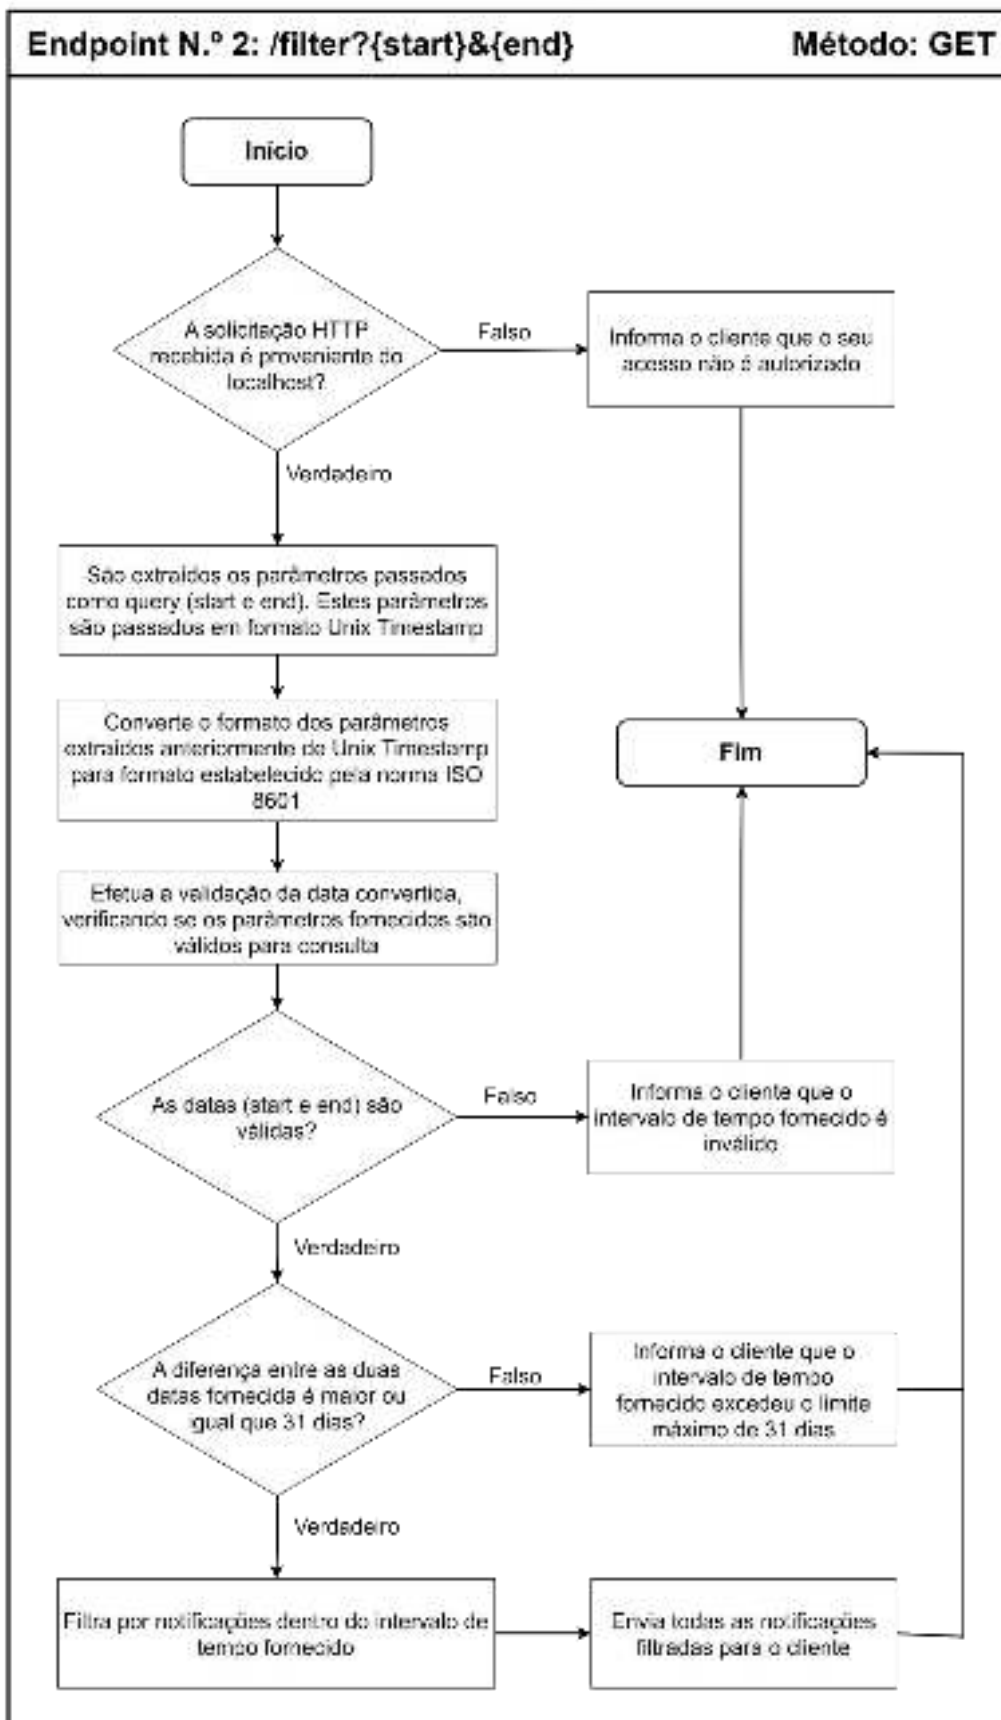 Endpoint N.º 2: /filter?{start}&{end}
Método: GET
Início
A solicitação HTTP
recebida é proveniente do
localhost?
Falso
Informa o cliente que o seu
acesso não é autorizado
Verdadeiro
São extraídos os parâmetros passados
como query (start e end). Estes parâmetros
são passados em formato Unix Timestamp
Converte o formato dos parâmetros
extraídos anteriormente de Unix Timestamp
para formato estabelecido pela norma ISO
8601
Fim
Efetua a validação da data convertida,
verificando se os parâmetros fornecidos são
válidos para consulta
As datas (start e end) são
válidas?
Falso
Informa o cliente que o
intervalo de tempo fornecido é
inválido
Verdadeiro
A diferença entre as duas
datas fornecida é maior ou
igual que 31 dias?
Falso
Informa o cliente que o
intervalo de tempo
fornecido excedeu o limite
máximo de 31 dias
Verdadeiro
Filtra por notificações dentro do intervalo de
tempo fornecido
Envia todas as notificações
filtradas para o cliente